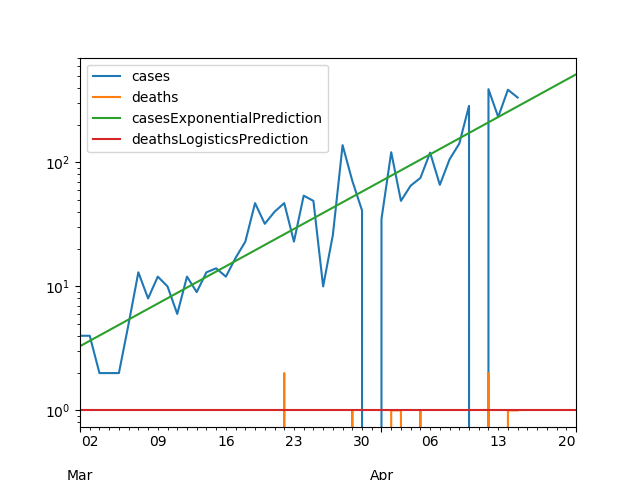 cases
deaths
casesExponentialPrediction
deathsLogisticsPrediction
10²
10¹
10⁰
02 09 16 23 30 06 13 20
Mar Apr